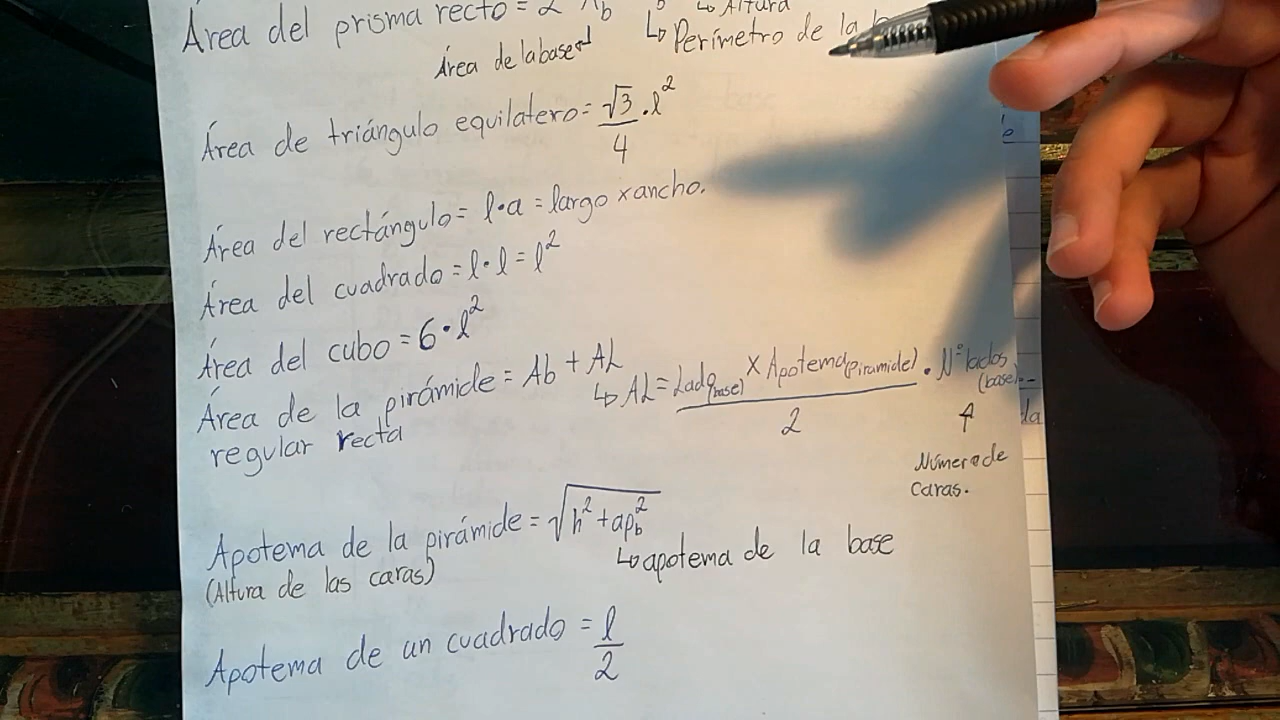 Área del prisma recto = 2 Ab
↳ Altura
Área de la base
↳ Perímetro de la
Área de triángulo equilatero = √3/4 . l²
Área del rectángulo = l·a = largo x ancho.
Área del cuadrado = l·l = l²
Área del cubo = 6·l²
Área de la pirámide = Ab + AL
regular recta
↳ AL = Lado(base) x Apotema(piramide) / 2 . N° lados (base)
Número de
caras.
Apotema de la pirámide = √h² + apb²
(Altura de las caras)
↳ apotema de la base
Apotema de un cuadrado = l/2
la